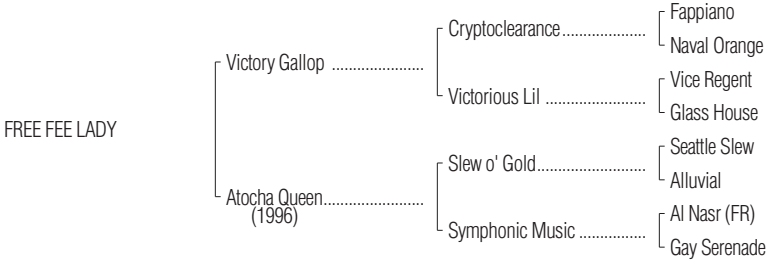 Fappiano
Cryptoclearance....................
Naval Orange
Victory Gallop ......................
Vice Regent
Victorious Lil ........................
Glass House
FREE FEE LADY
Seattle Slew
Slew o' Gold..........................
Alluvial
Atocha Queen........................
(1996)
Al Nasr (FR)
Symphonic Music ................
Gay Serenade